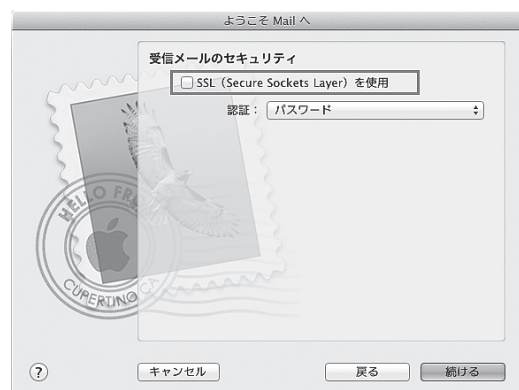 ようこそ Mail へ
受信メールのセキュリティ
SSL（Secure Sockets Layer）を使用
認証： パスワード
HELLO FROM
CUPERTINO CA
?
キャンセル
戻る
続ける